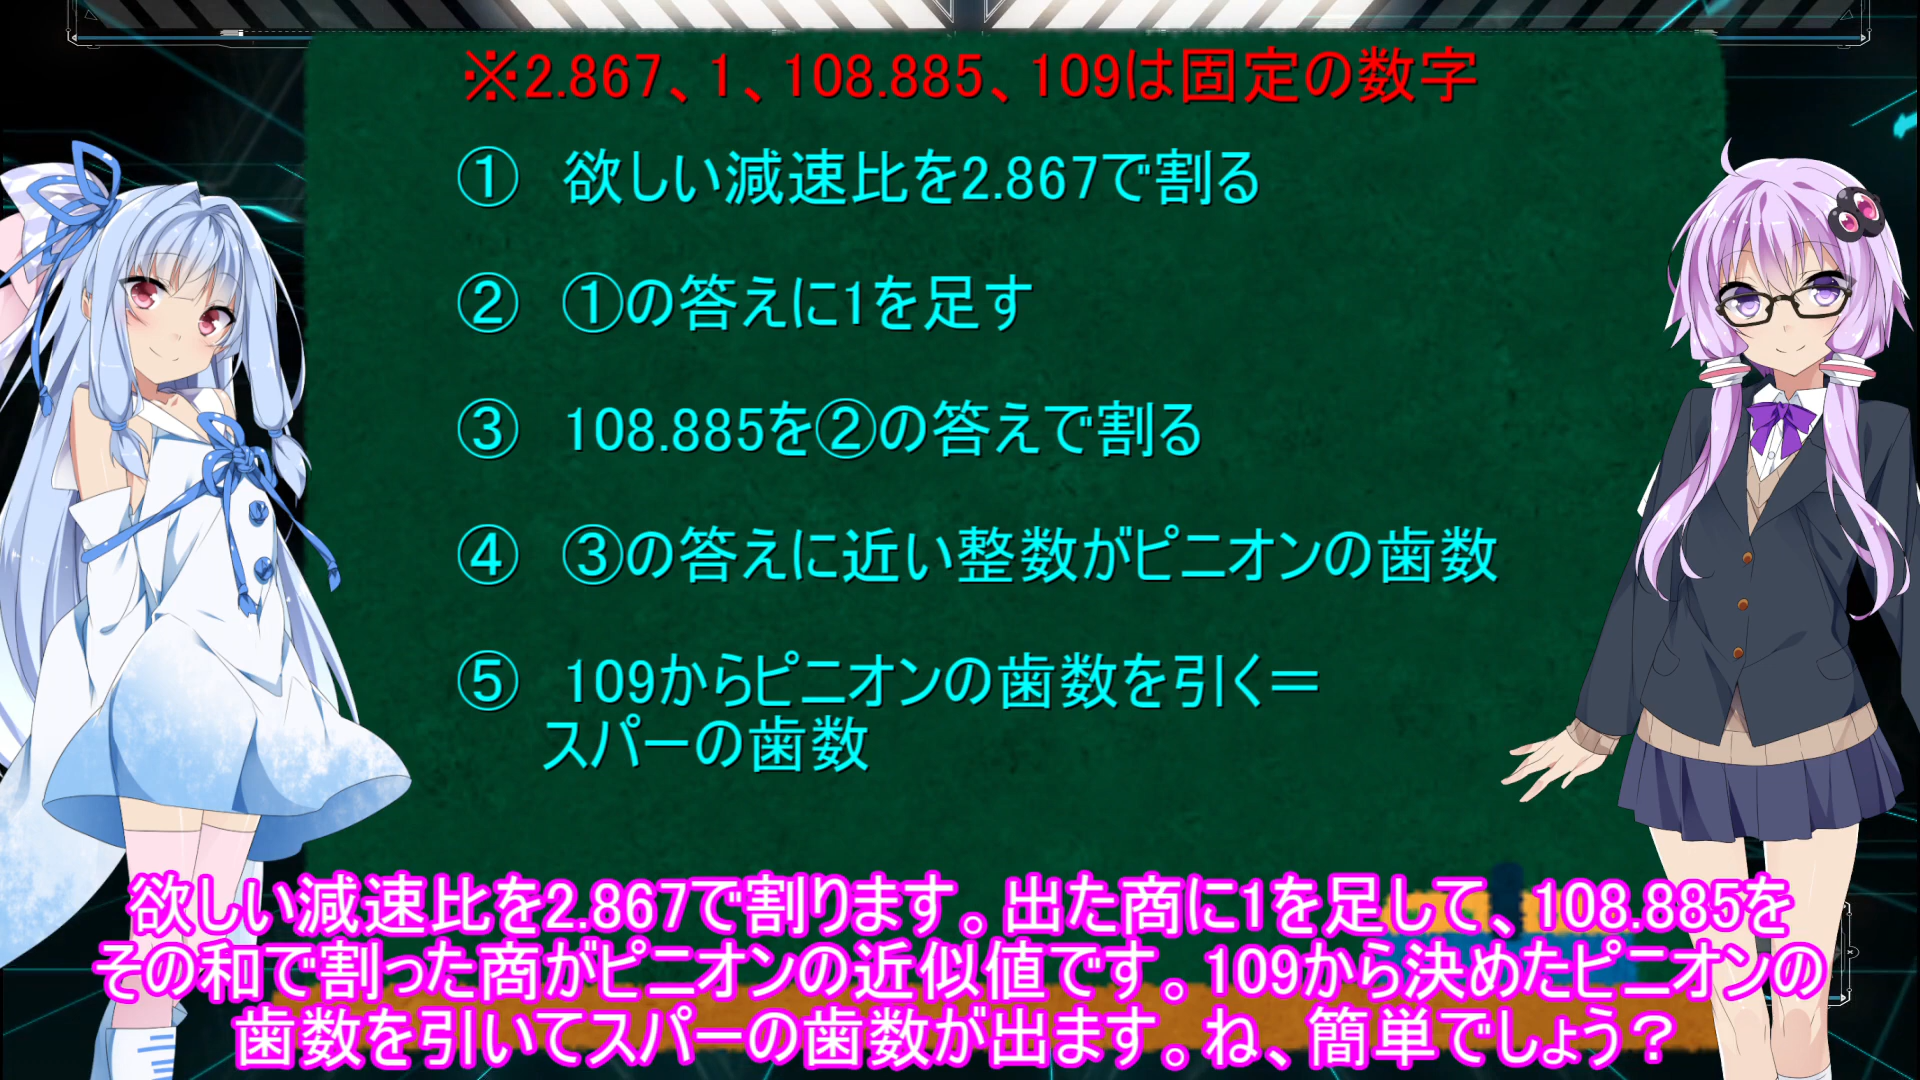 ※2.867、1、108.885、109は固定の数字
① 欲しい減速比を2.867で割る
② ①の答えに1を足す
③ 108.885を②の答えで割る
④ ③の答えに近い整数がピニオンの歯数
⑤ 109からピニオンの歯数を引く＝
スパーの歯数
欲しい減速比を2.867で割ります。出た商に1を足して、108.885を
その和で割った商がピニオンの近似値です。109から決めたピニオンの
歯数を引いてスパーの歯数が出ます。ね、簡単でしょう？